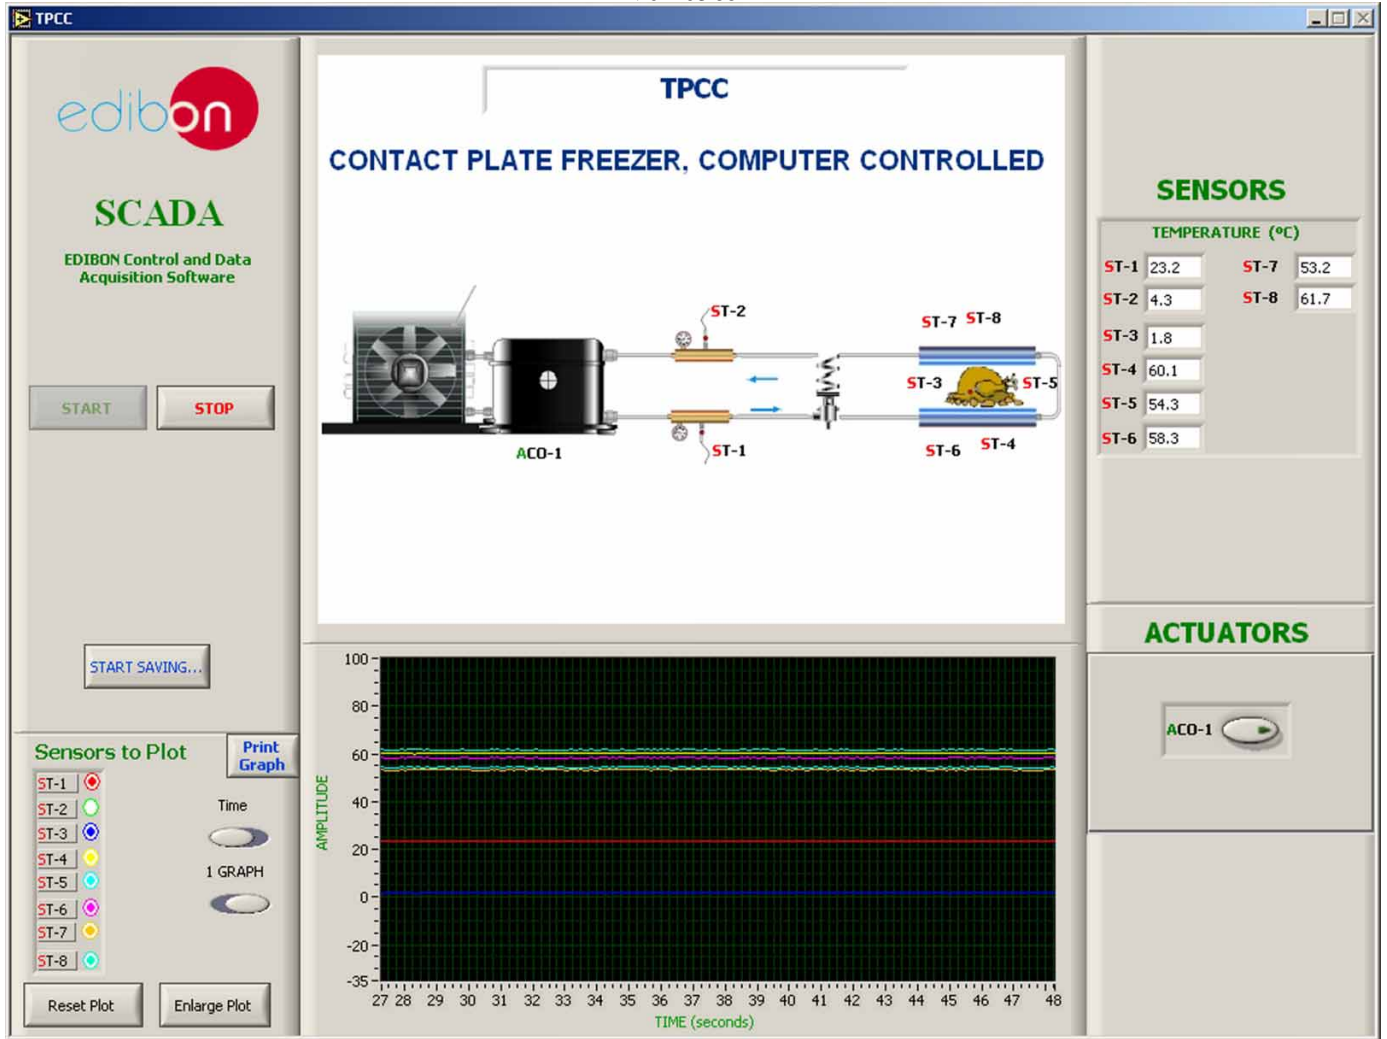 TPCC
edibon
SCADA
EDIBON Control and Data
Acquisition Software
START
STOP
START SAVING...
Sensors to Plot
Print
Graph
ST-1
ST-2
ST-3
ST-4
ST-5
ST-6
ST-7
ST-8
Time
1 GRAPH
Reset Plot
Enlarge Plot
TPCC
CONTACT PLATE FREEZER, COMPUTER CONTROLLED
ST-2
ST-7 ST-8
ST-3
ST-5
ACO-1
ST-1
ST-6
ST-4
AMPLITUDE
100
80
60
40
20
0
-20
-35
27 28 29 30 31 32 33 34 35 36 37 38 39 40 41 42 43 44 45 46 47 48
TIME (seconds)
SENSORS
TEMPERATURE (ºC)
ST-1 23.2 ST-7 53.2
ST-2 4.3 ST-8 61.7
ST-3 1.8
ST-4 60.1
ST-5 54.3
ST-6 58.3
ACTUATORS
ACO-1